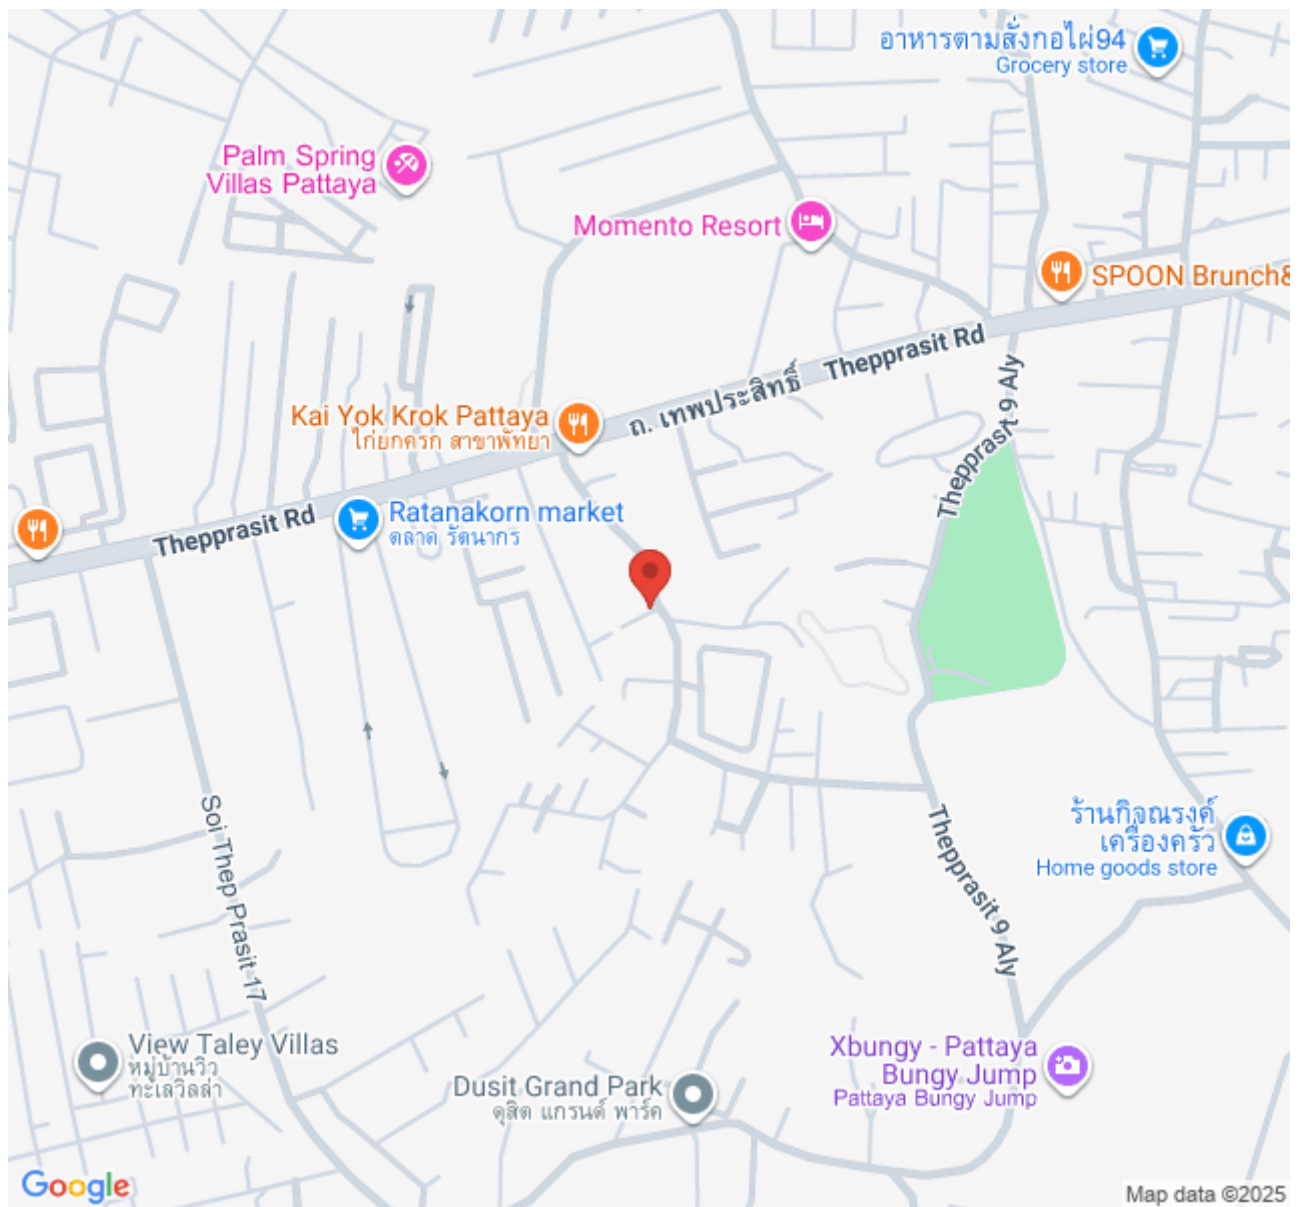 อาหารตามสั่งกอไผ่94
Grocery store
Palm Spring
Villas Pattaya
Momento Resort
SPOON Brunch&
Thepprasit Rd
ถ. เทพประสิทธิ์
Thepprasit 9 Aly
Kai Yok Krok Pattaya
ไก่ยกครก สาขาพัทยา
Ratanakorn market
ตลาด รัตนากร
Thepprasit Rd
ร้านกิจณรงค์
เครื่องครัว
Home goods store
Soi Thep Prasit 17
Thepprasit 9 Aly
View Taley Villas
หมู่บ้านวิว
ทะเลวิลล่า
Xbungy - Pattaya
Bungy Jump
Pattaya Bungy Jump
Dusit Grand Park
ดุสิต แกรนด์ พาร์ค
Google
Map data ©2025